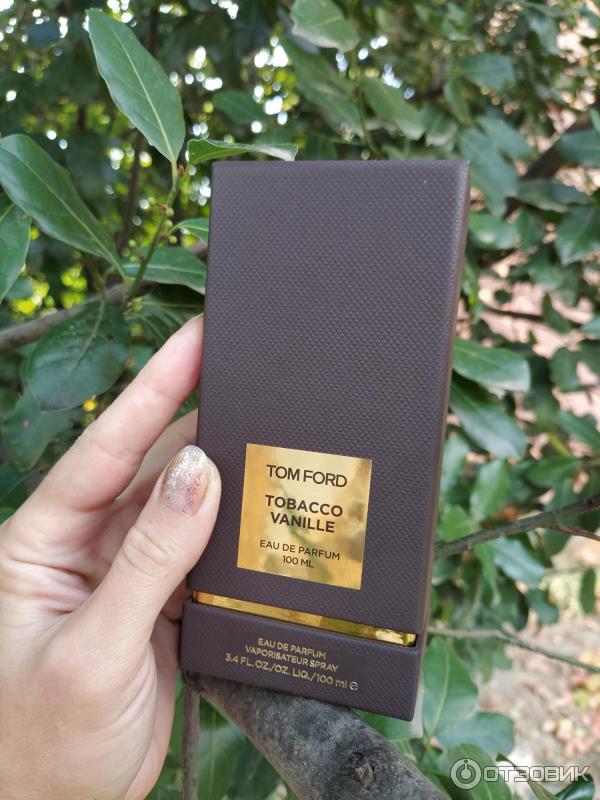 TOM FORD
TOBACCO
VANILLE
EAU DE PARFUM
100 ML
EAU DE PARFUM
VAPORISATEUR SPRAY
3.4 FL.OZ./OZ. LIQ./100 ml ℮
ОТЗОВИК